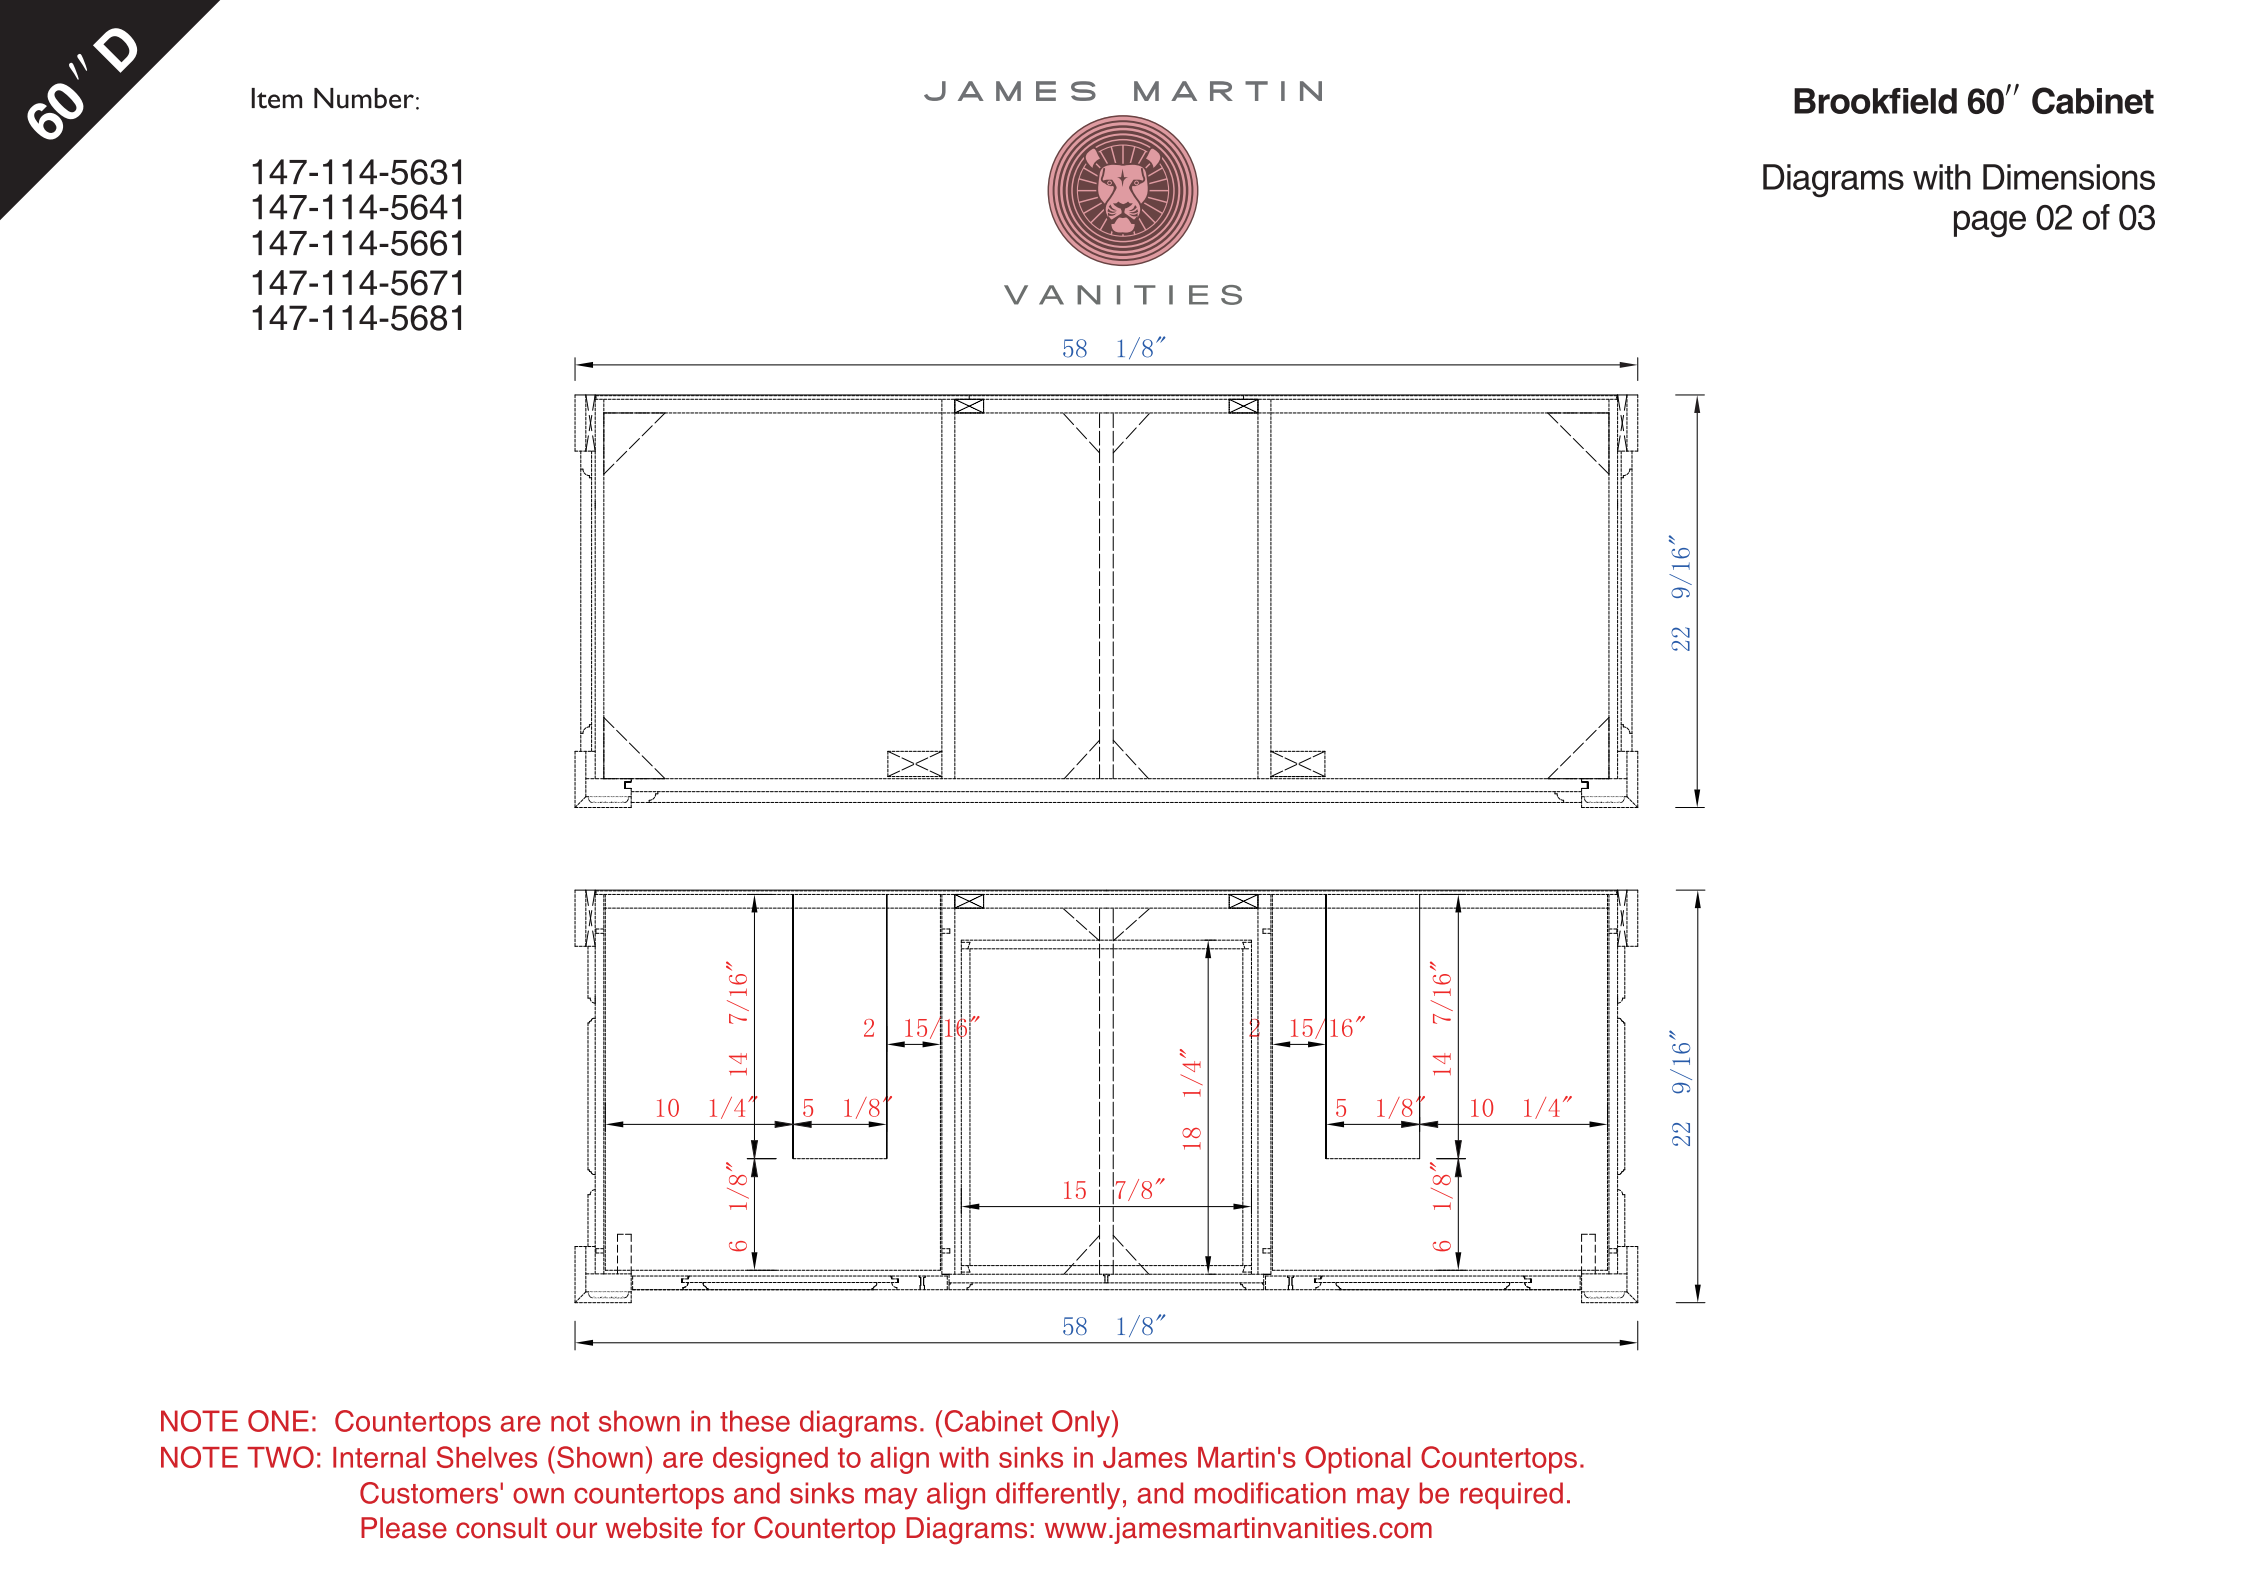 60" D
Item Number:
147-114-5631
147-114-5641
147-114-5661
147-114-5671
147-114-5681
JAMES MARTIN
VANITIES
Brookfield 60" Cabinet
Diagrams with Dimensions
page 02 of 03
58 1/8"
22 9/16"
14 7/16"
2 15/16"
10 1/4"
5 1/8"
6 1/8"
18 1/4"
15 7/8"
2 15/16"
14 7/16"
5 1/8"
10 1/4"
6 1/8"
22 9/16"
58 1/8"
NOTE ONE: Countertops are not shown in these diagrams. (Cabinet Only)
NOTE TWO: Internal Shelves (Shown) are designed to align with sinks in James Martin's Optional Countertops.
Customers' own countertops and sinks may align differently, and modification may be required.
Please consult our website for Countertop Diagrams: www.jamesmartinvanities.com